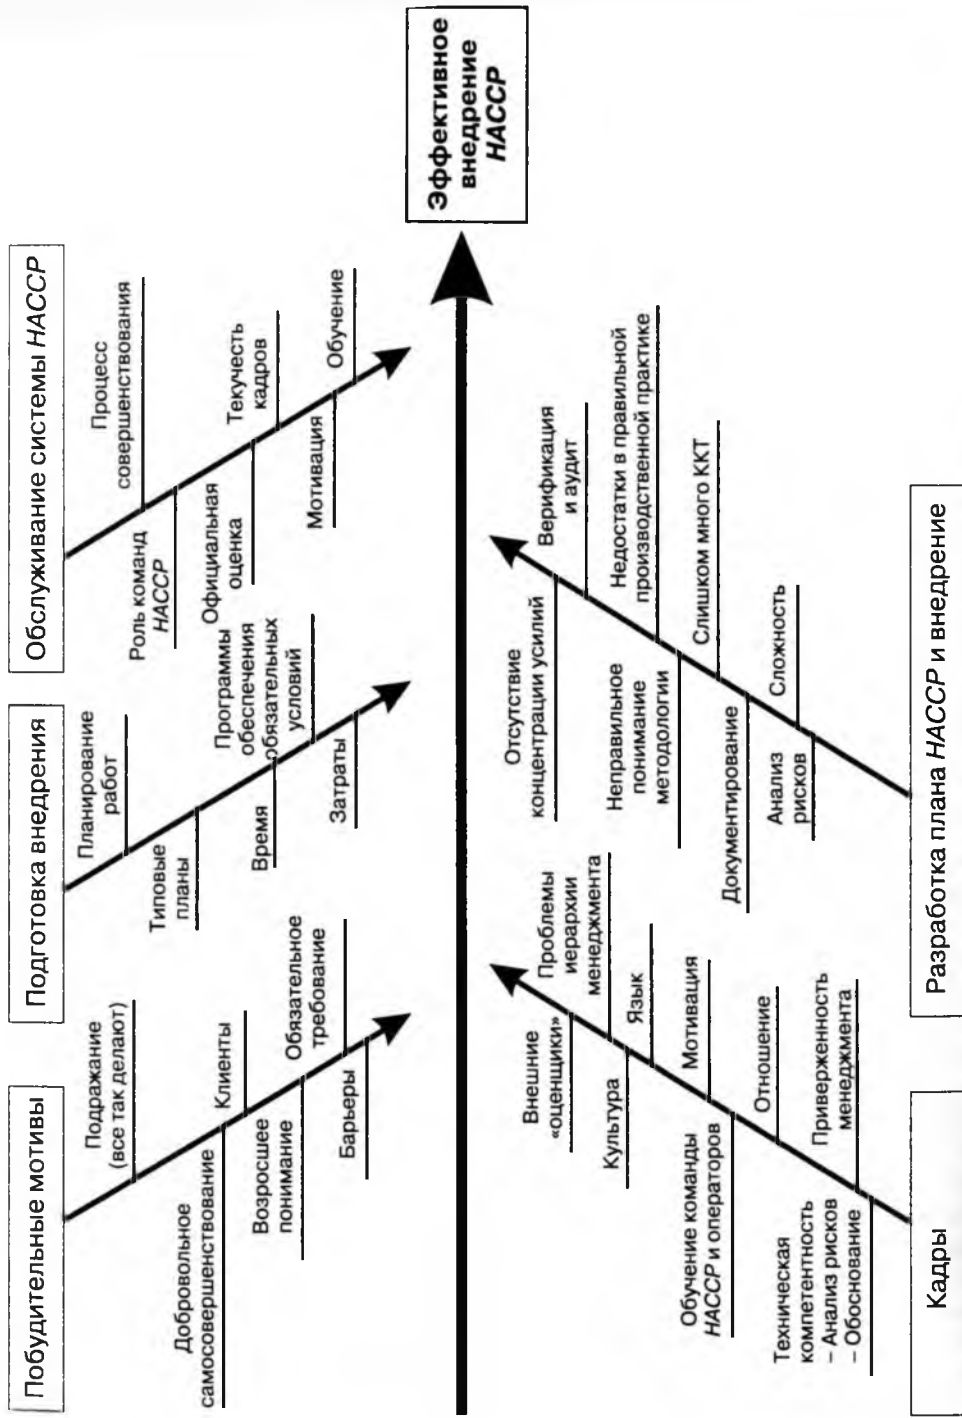 Побудительные мотивы
Подражание
(все так делают)
Добровольное
самосовершенствование
Клиенты
Возросшее
понимание
Обязательное
требование
Барьеры
Подготовка внедрения
Планирование
работ
Типовые
планы
Время
Программы
обеспечения
обязательных
условий
Затраты
Обслуживание системы HACCP
Процесс
совершенствования
Роль команд
HACCP
Официальная
оценка
Текучесть
кадров
Мотивация
Обучение
Эффективное
внедрение
HACCP
Внешние
«оценщики»
Проблемы
иерархии
менеджмента
Культура
Язык
Мотивация
Обучение команды
HACCP и операторов
Отношение
Приверженность
менеджмента
Техническая
компетентность
– Анализ рисков
– Обоснование
Кадры
Отсутствие
концентрации усилий
Верификация
и аудит
Недостатки в правильной
производственной практике
Неправильное
понимание
методологии
Слишком много ККТ
Документирование
Сложность
Анализ
рисков
Разработка плана HACCP и внедрение